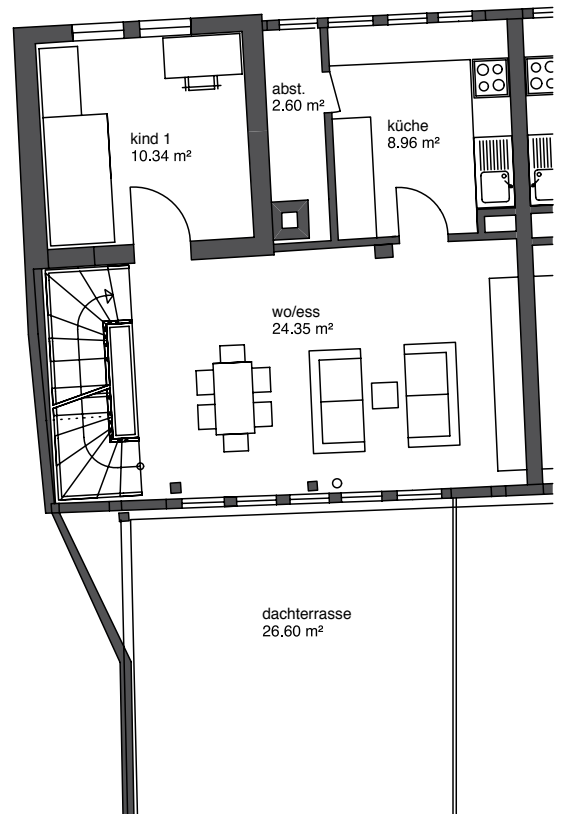 abst.
2.60 m²
küche
8.96 m²
kind 1
10.34 m²
wo/ess
24.35 m²
dachterrasse
26.60 m²